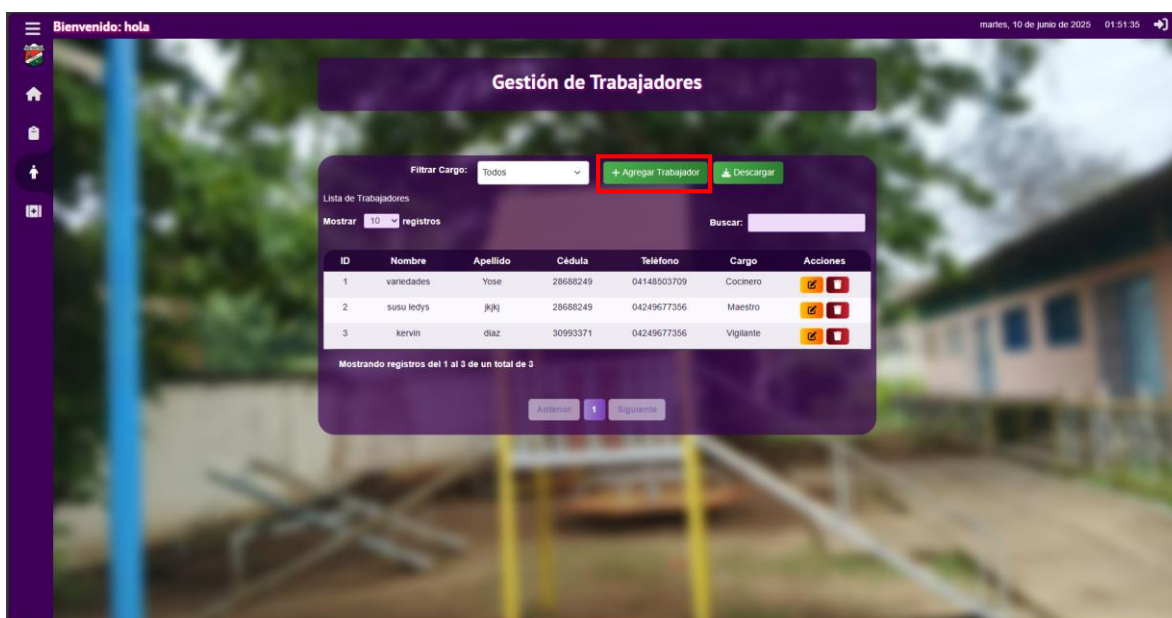 Bienvenido: hola martes, 10 de junio de 2025 01:51:35
Gestión de Trabajadores
Filtrar Cargo: Todos + Agregar Trabajador Descargar
Lista de Trabajadores
Mostrar 10 registros Buscar:
ID Nombre Apellido Cédula Teléfono Cargo Acciones
1 variedades Yose 28688249 04148503709 Cocinero
2 susu ledys jkjkj 28688249 04249677356 Maestro
3 kervin diaz 30993371 04249677356 Vigilante
Mostrando registros del 1 al 3 de un total de 3
Anterior 1 Siguiente